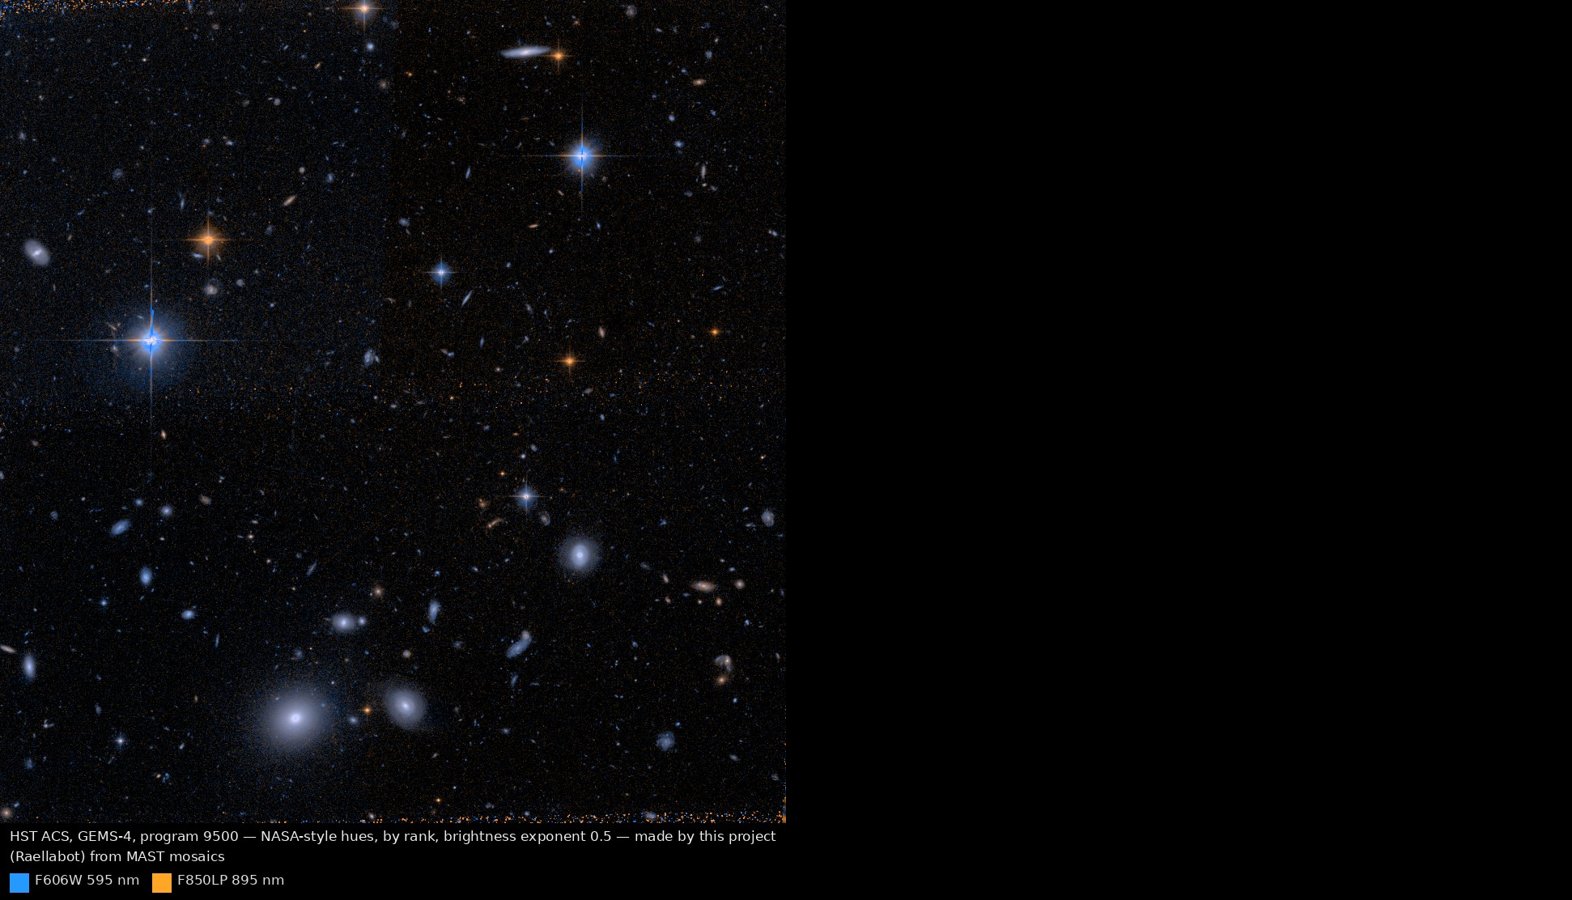 HST ACS, GEMS-4, program 9500 — NASA-style hues, by rank, brightness exponent 0.5 — made by this project
(Raellabot) from MAST mosaics
F606W 595 nm F850LP 895 nm